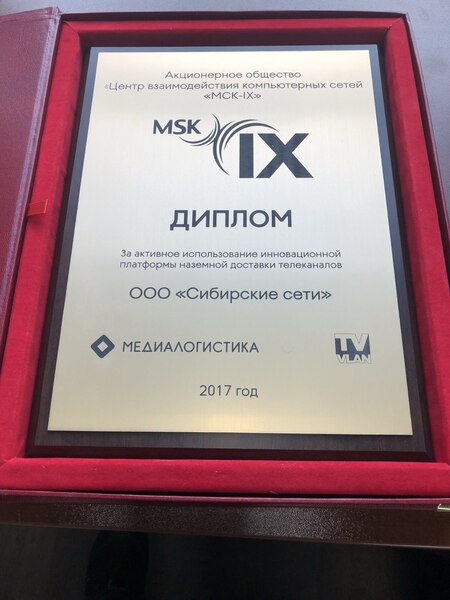 Акционерное общество
«Центр взаимодействия компьютерных сетей
«МСК-IX»
MSK
IX
ДИПЛОМ
За активное использование инновационной
платформы наземной доставки телеканалов
ООО «Сибирские сети»
МЕДИАЛОГИСТИКА
TV
VLAN
2017 год